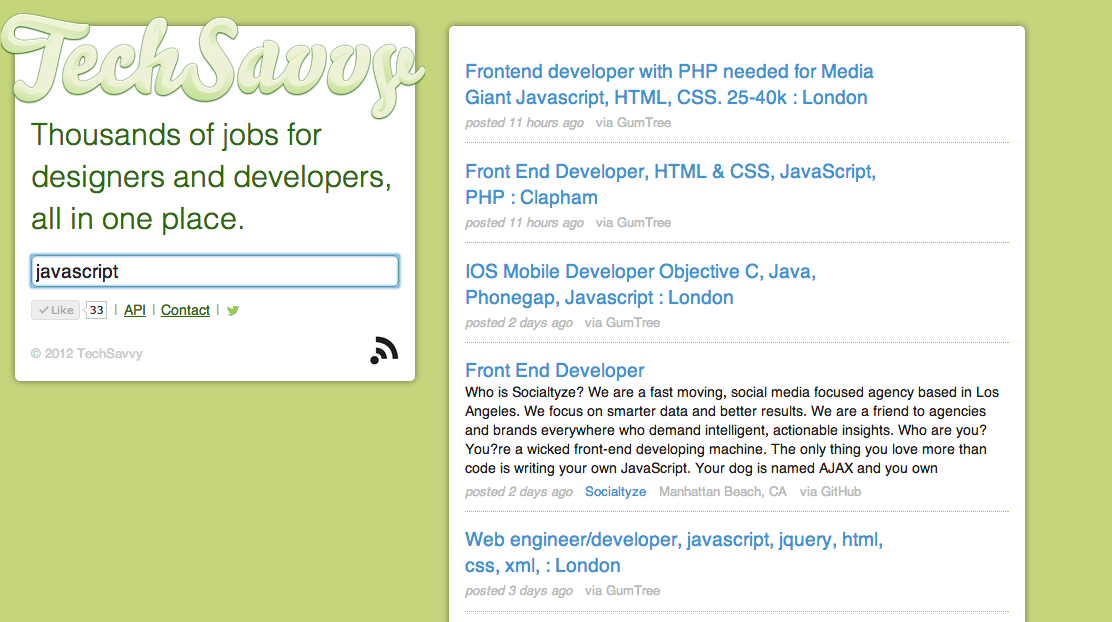 TechSavvy
Thousands of jobs for
designers and developers,
all in one place.
javascript
Like 33 | API | Contact |
© 2012 TechSavvy
Frontend developer with PHP needed for Media
Giant Javascript, HTML, CSS. 25-40k : London
posted 11 hours ago via GumTree
Front End Developer, HTML & CSS, JavaScript,
PHP : Clapham
posted 11 hours ago via GumTree
IOS Mobile Developer Objective C, Java,
Phonegap, Javascript : London
posted 2 days ago via GumTree
Front End Developer
Who is Socialtyze? We are a fast moving, social media focused agency based in Los
Angeles. We focus on smarter data and better results. We are a friend to agencies
and brands everywhere who demand intelligent, actionable insights. Who are you?
You?re a wicked front-end developing machine. The only thing you love more than
code is writing your own JavaScript. Your dog is named AJAX and you own
posted 2 days ago Socialtyze Manhattan Beach, CA via GitHub
Web engineer/developer, javascript, jquery, html,
css, xml, : London
posted 3 days ago via GumTree